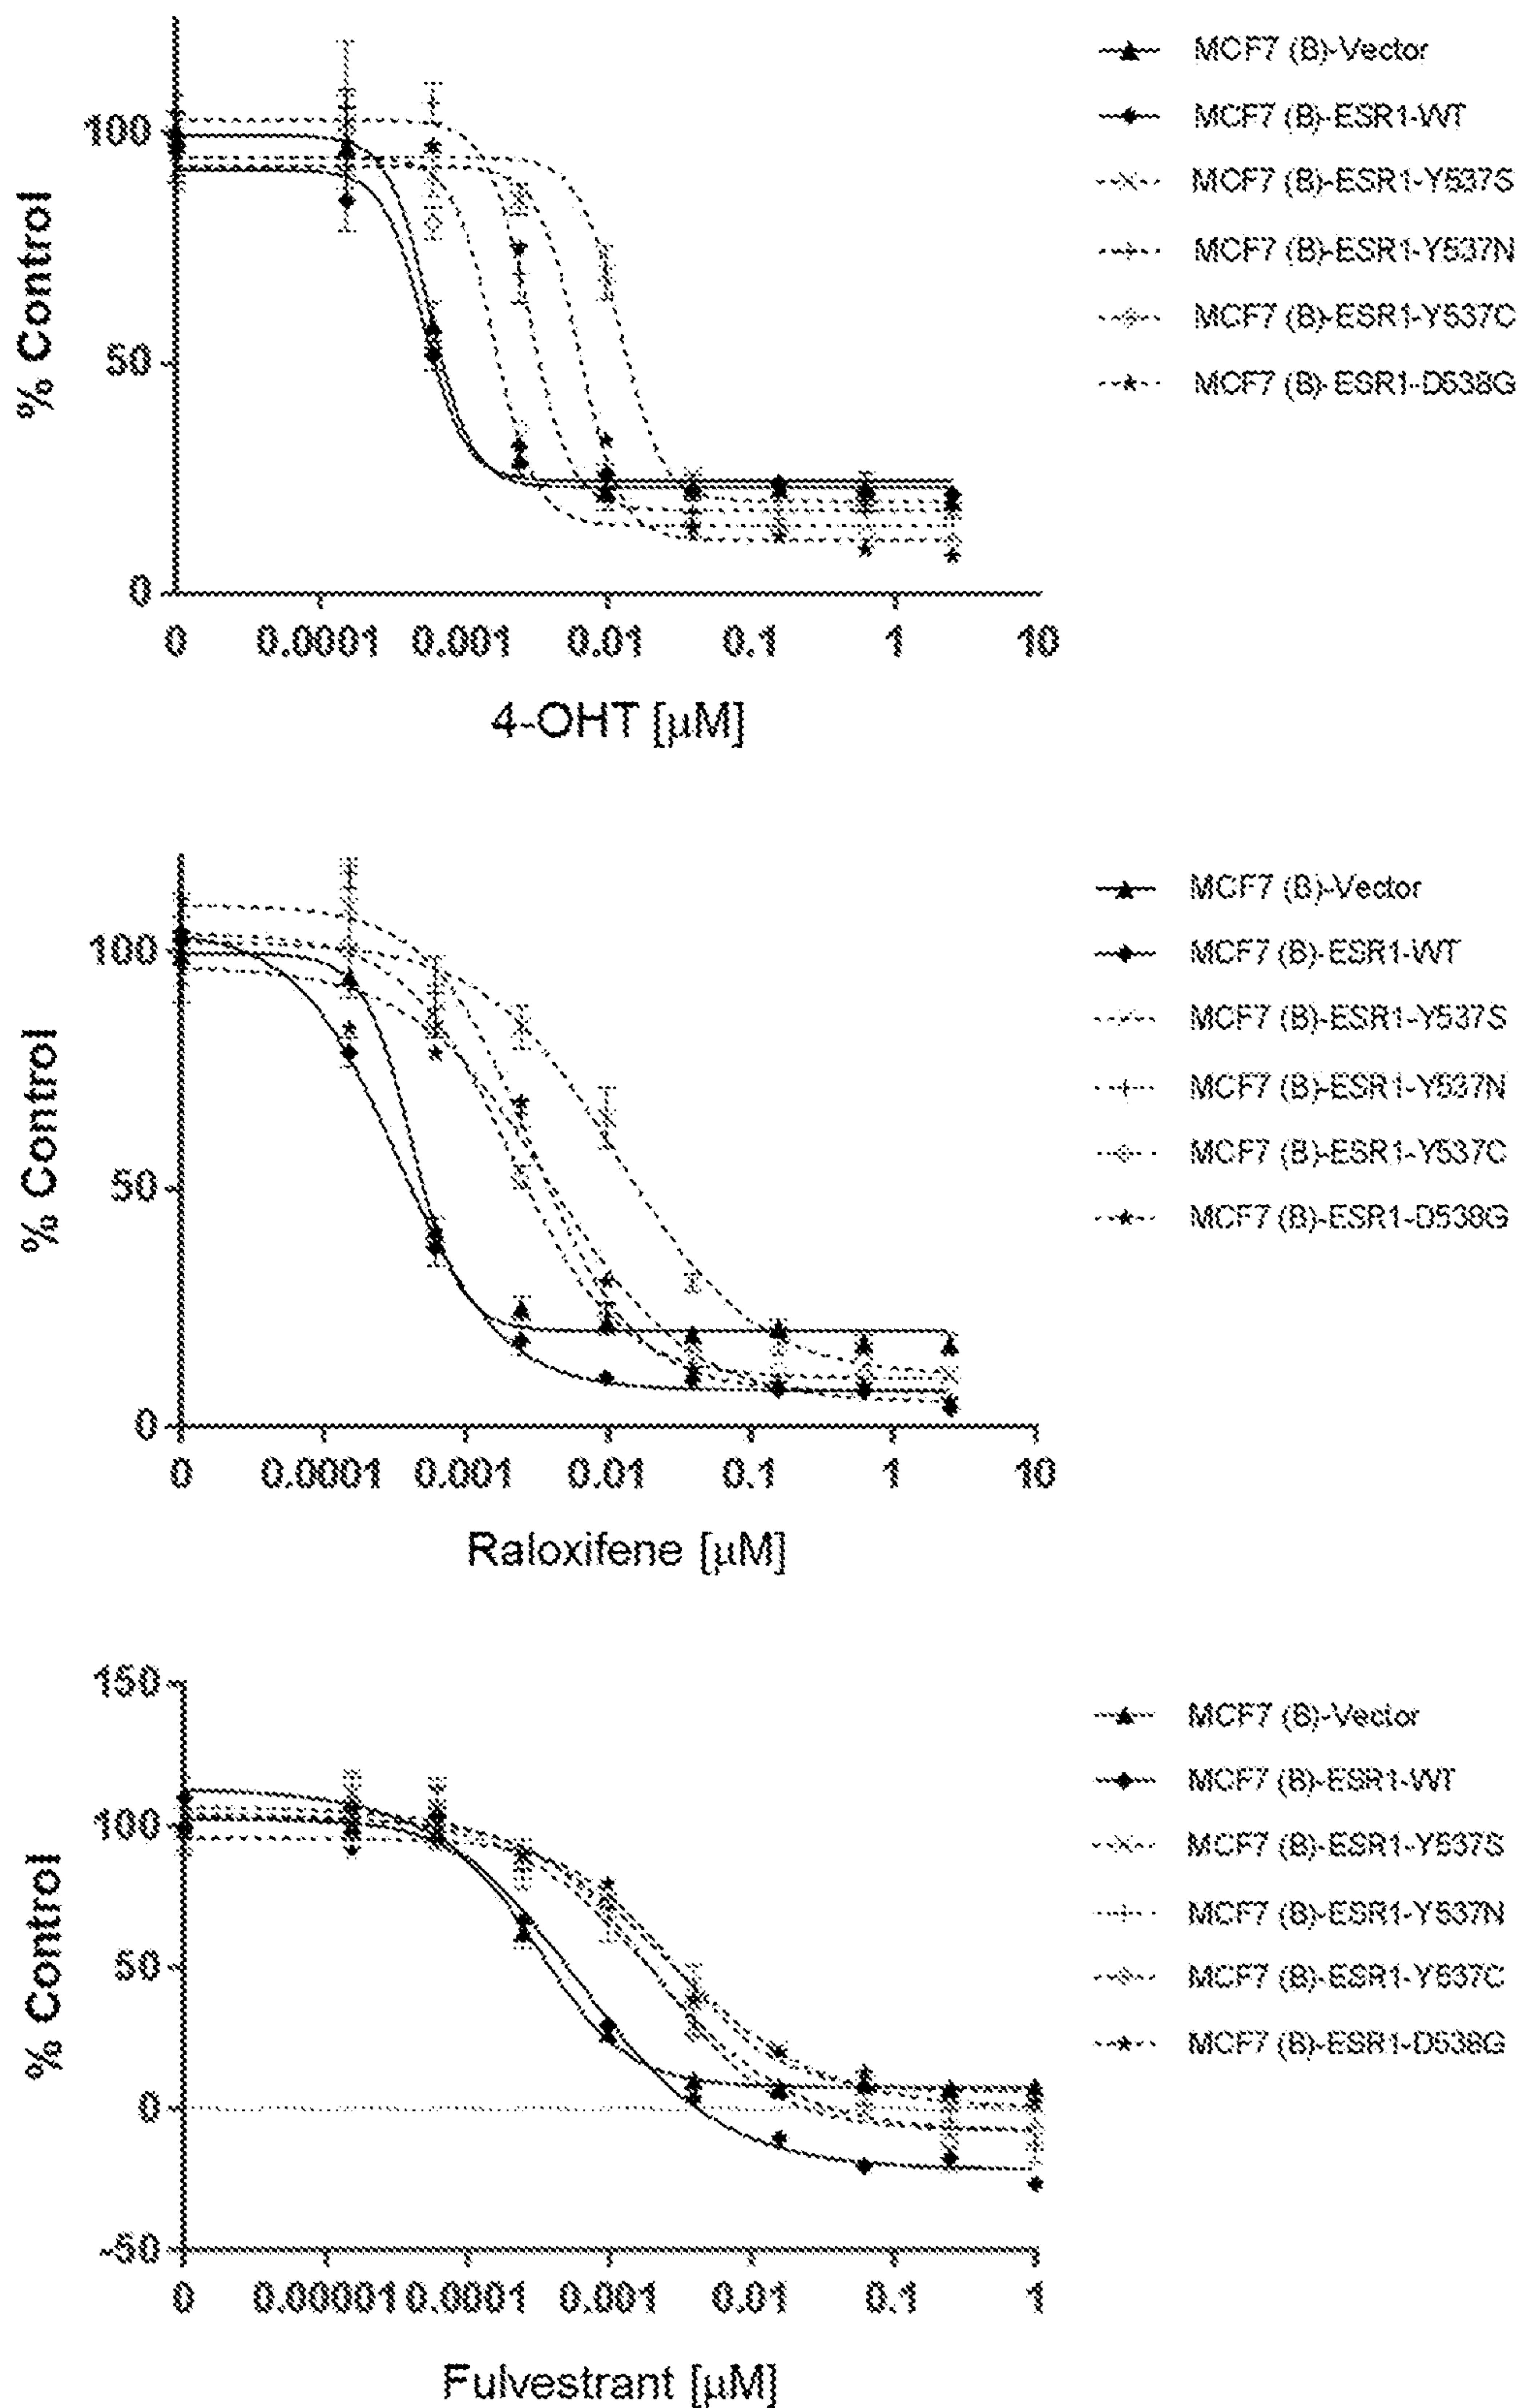 % Control
100
50
0
0 0.0001 0.001 0.01 0.1 1 10
4-OHT [µM]
MCF7 (B)-Vector
MCF7 (B)-ESR1-WT
MCF7 (B)-ESR1-Y537S
MCF7 (B)-ESR1-Y537N
MCF7 (B)-ESR1-Y537C
MCF7 (B)-ESR1-D538G
% Control
100
50
0
0 0.0001 0.001 0.01 0.1 1 10
Raloxifene [µM]
MCF7 (B)-Vector
MCF7 (B)-ESR1-WT
MCF7 (B)-ESR1-Y537S
MCF7 (B)-ESR1-Y537N
MCF7 (B)-ESR1-Y537C
MCF7 (B)-ESR1-D538G
% Control
150
100
50
0
-50
0 0.00001 0.0001 0.001 0.01 0.1 1
Fulvestrant [µM]
MCF7 (B)-Vector
MCF7 (B)-ESR1-WT
MCF7 (B)-ESR1-Y537S
MCF7 (B)-ESR1-Y537N
MCF7 (B)-ESR1-Y537C
MCF7 (B)-ESR1-D538G